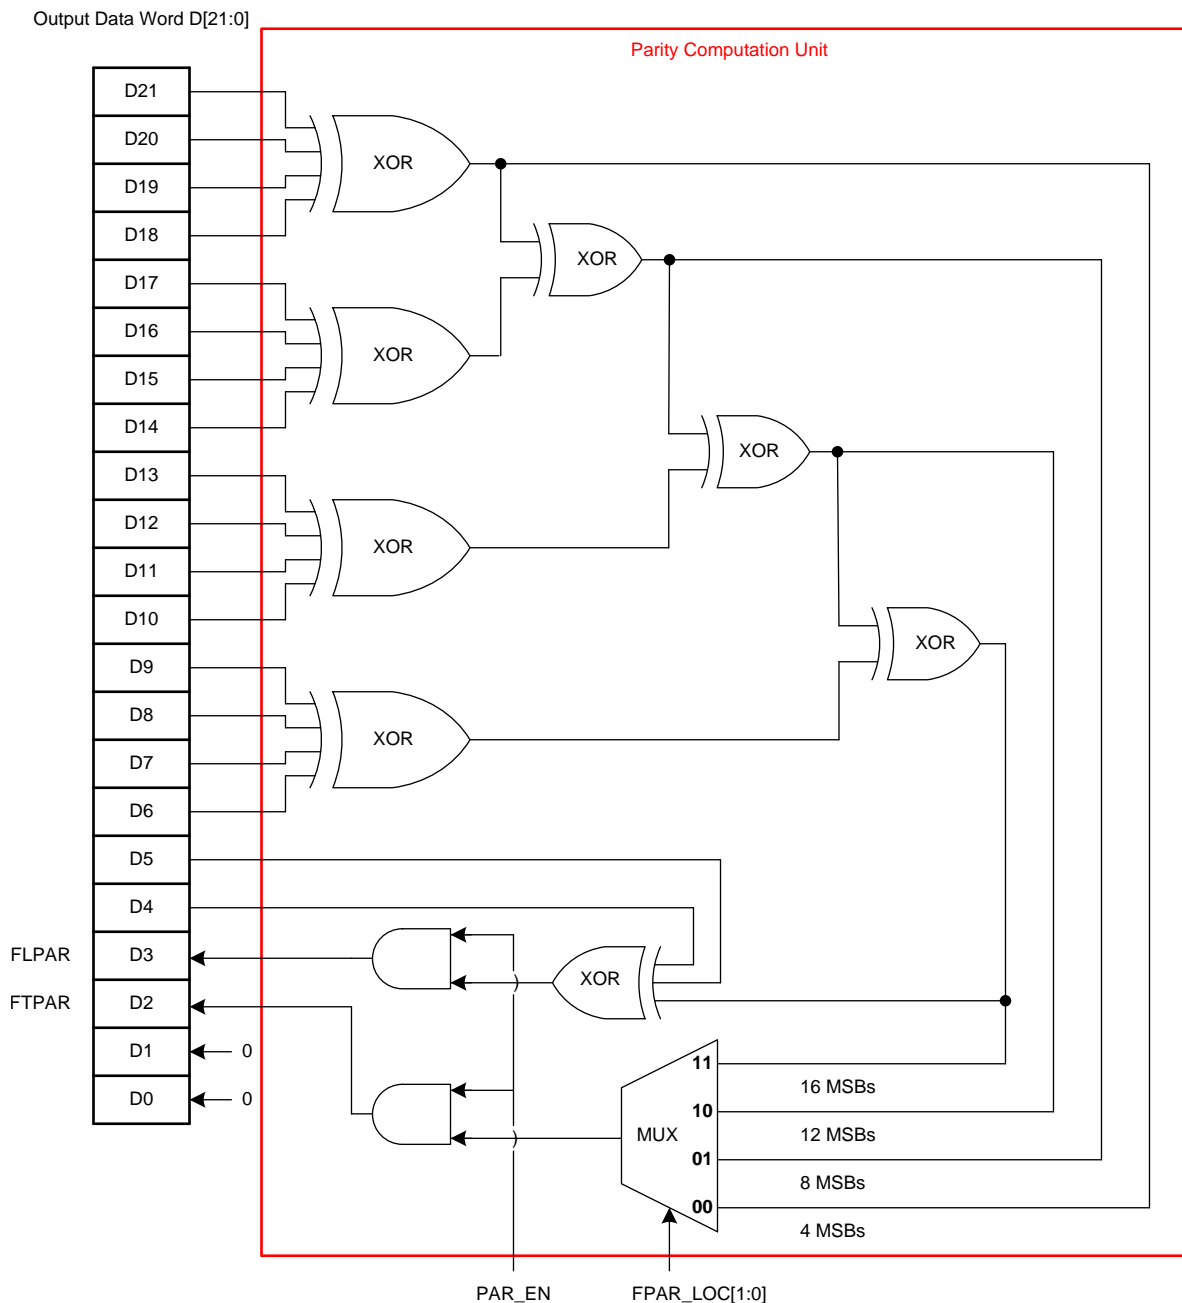 Output Data Word D[21:0]
Parity Computation Unit
D21
D20
XOR
D19
D18
XOR
D17
D16
XOR
D15
D14
XOR
D13
D12
XOR
D11
D10
XOR
D9
D8
XOR
D7
D6
D5
D4
FLPAR
D3
XOR
FTPAR
D2
D1
0
D0
0
11
16 MSBs
10
MUX
12 MSBs
01
8 MSBs
00
4 MSBs
PAR_EN
FPAR_LOC[1:0]